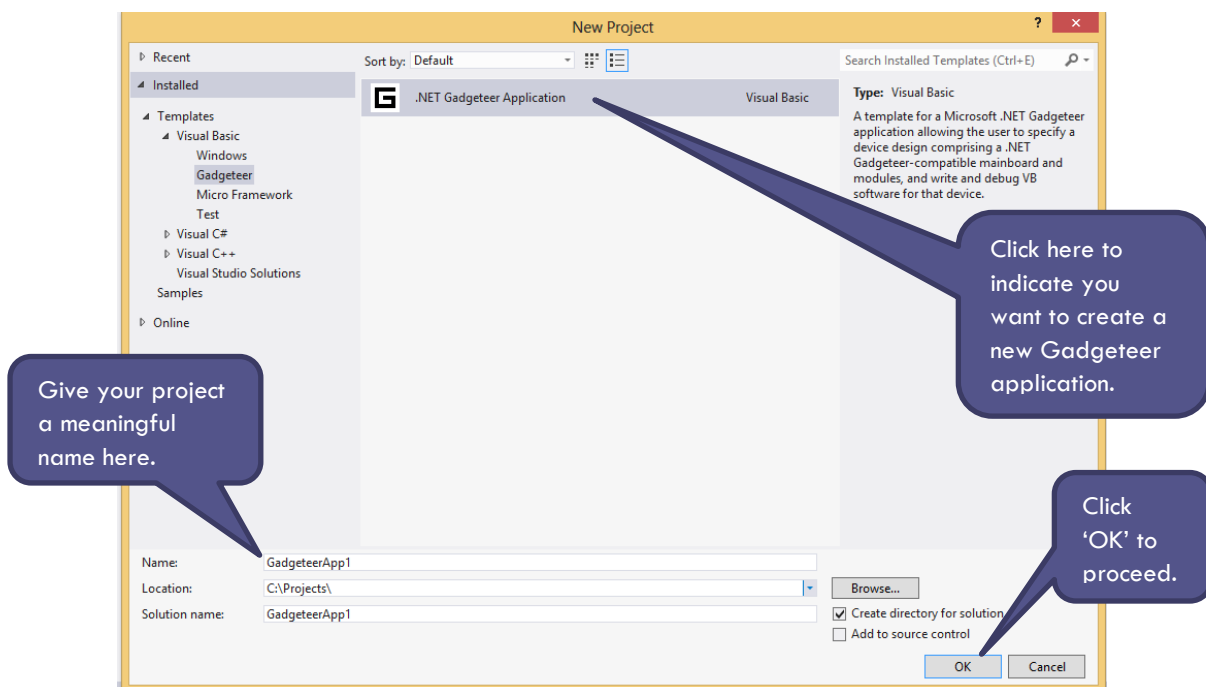 New Project
? ×
Recent
Installed
Templates
Visual Basic
Windows
Gadgeteer
Micro Framework
Test
Visual C#
Visual C++
Visual Studio Solutions
Samples
Online
Sort by: Default
G .NET Gadgeteer Application Visual Basic
Search Installed Templates (Ctrl+E)
Type: Visual Basic
A template for a Microsoft .NET Gadgeteer
application allowing the user to specify a
device design comprising a .NET
Gadgeteer-compatible mainboard and
modules, and write and debug VB
software for that device.
Click here to
indicate you
want to create a
new Gadgeteer
application.
Give your project
a meaningful
name here.
Click
‘OK’ to
proceed.
Name: GadgeteerApp1
Location: C:\Projects\
Browse...
Solution name: GadgeteerApp1
Create directory for solution
Add to source control
OK Cancel